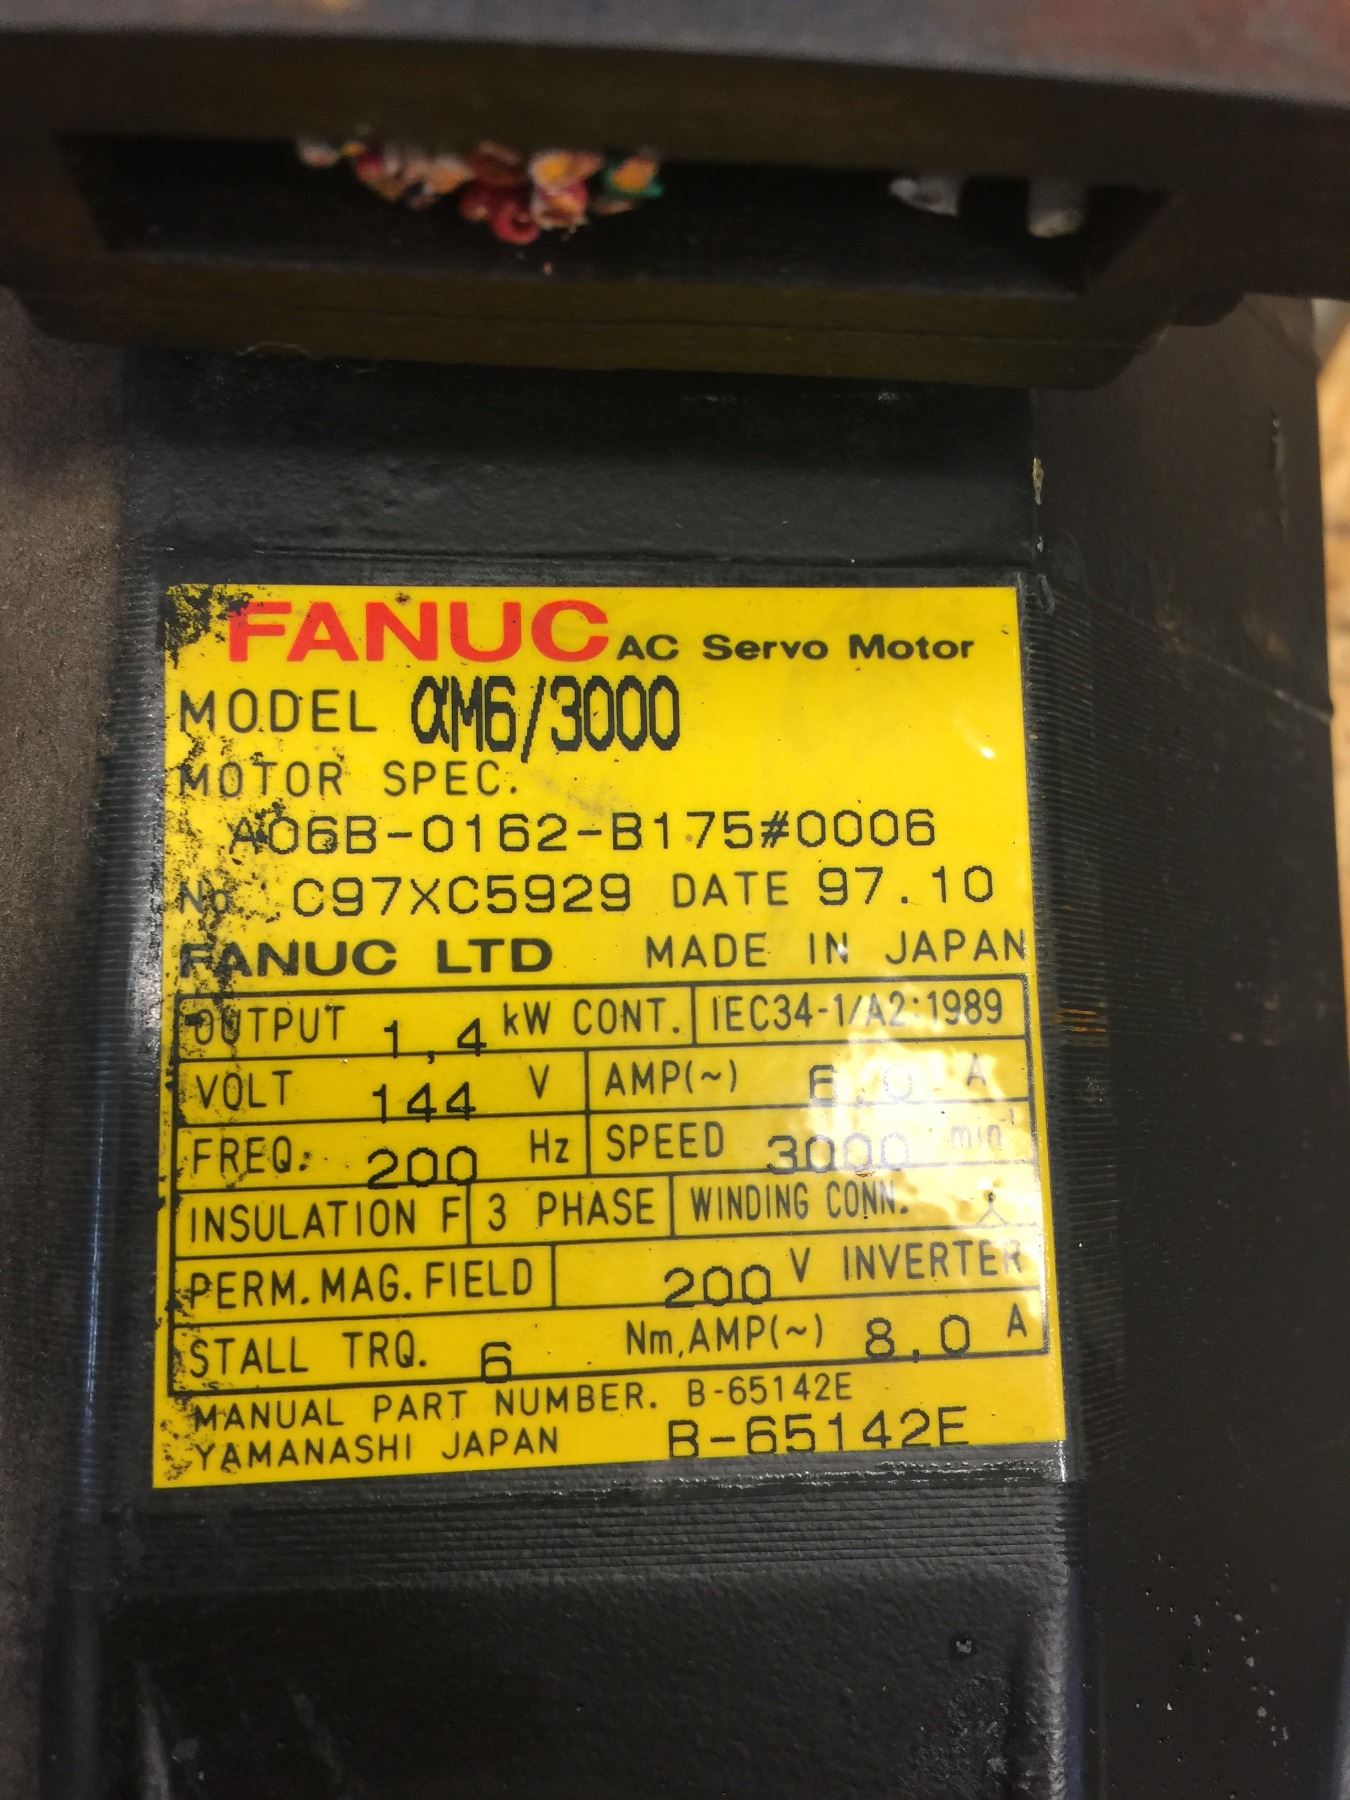 FANUC AC Servo Motor
MODEL αM6/3000
MOTOR SPEC.
A06B-0162-B175#0006
No. C97XC5929 DATE 97.10
FANUC LTD MADE IN JAPAN
OUTPUT 1,4 kW CONT. IEC34-1/A2:1989
VOLT 144 V AMP(~) 6,0 A
FREQ. 200 Hz SPEED 3000 min⁻¹
INSULATION F 3 PHASE WINDING CONN.
PERM.MAG.FIELD 200 V INVERTER
STALL TRQ. 6 Nm,AMP(~) 8,0 A
MANUAL PART NUMBER. B-65142E
YAMANASHI JAPAN B-65142E